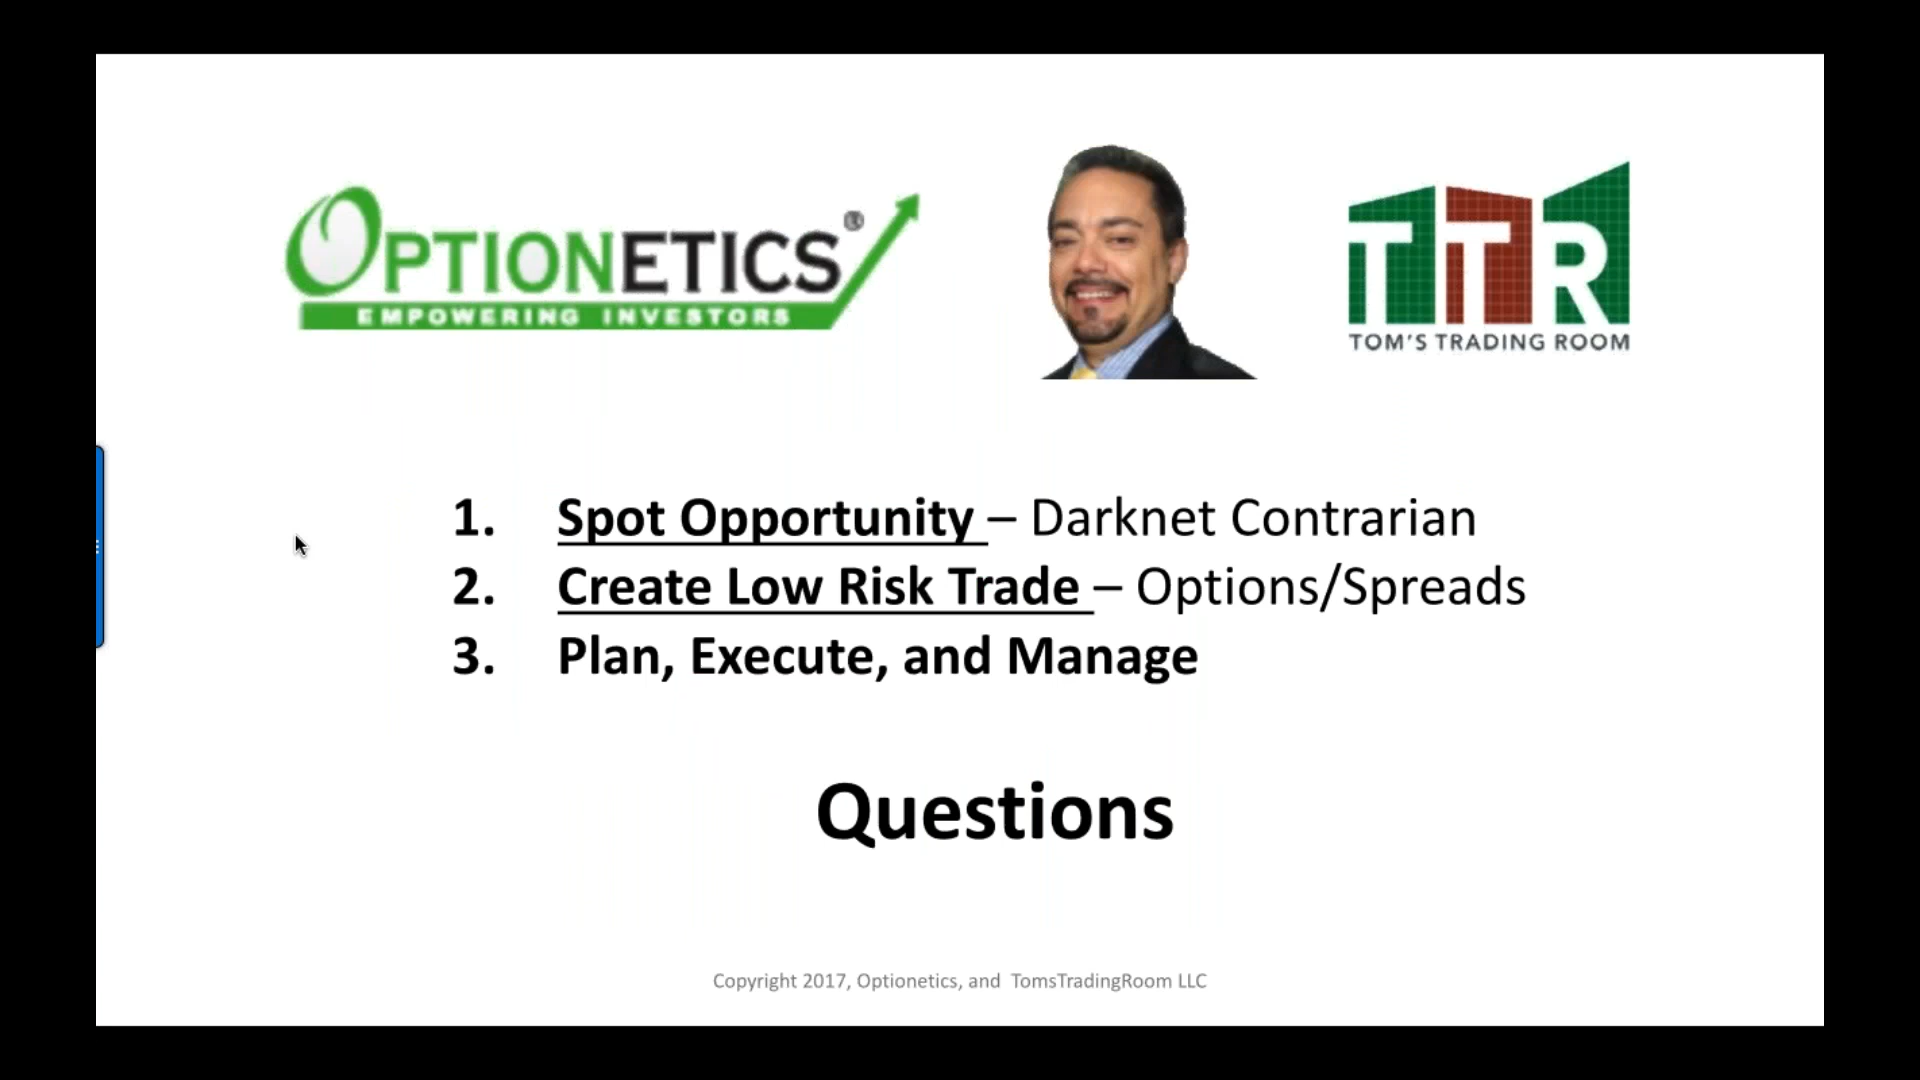 OPTIONETICS®
EMPOWERING INVESTORS
TTR
TOM'S TRADING ROOM
1. Spot Opportunity – Darknet Contrarian
2. Create Low Risk Trade – Options/Spreads
3. Plan, Execute, and Manage
Questions
Copyright 2017, Optionetics, and TomsTradingRoom LLC